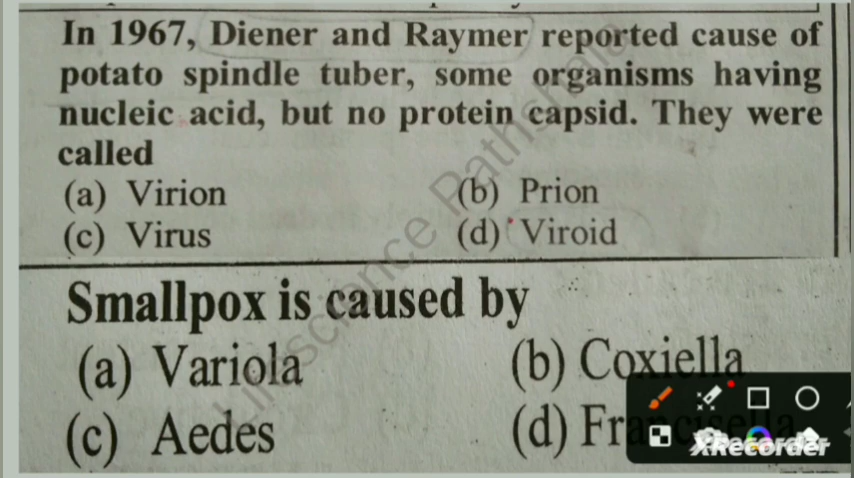 In 1967, Diener and Raymer reported cause of
potato spindle tuber, some organisms having
nucleic acid, but no protein capsid. They were
called
(a) Virion (b) Prion
(c) Virus (d) Viroid
Smallpox is caused by
(a) Variola (b) Coxiella
(c) Aedes (d) Francisella
XRecorder